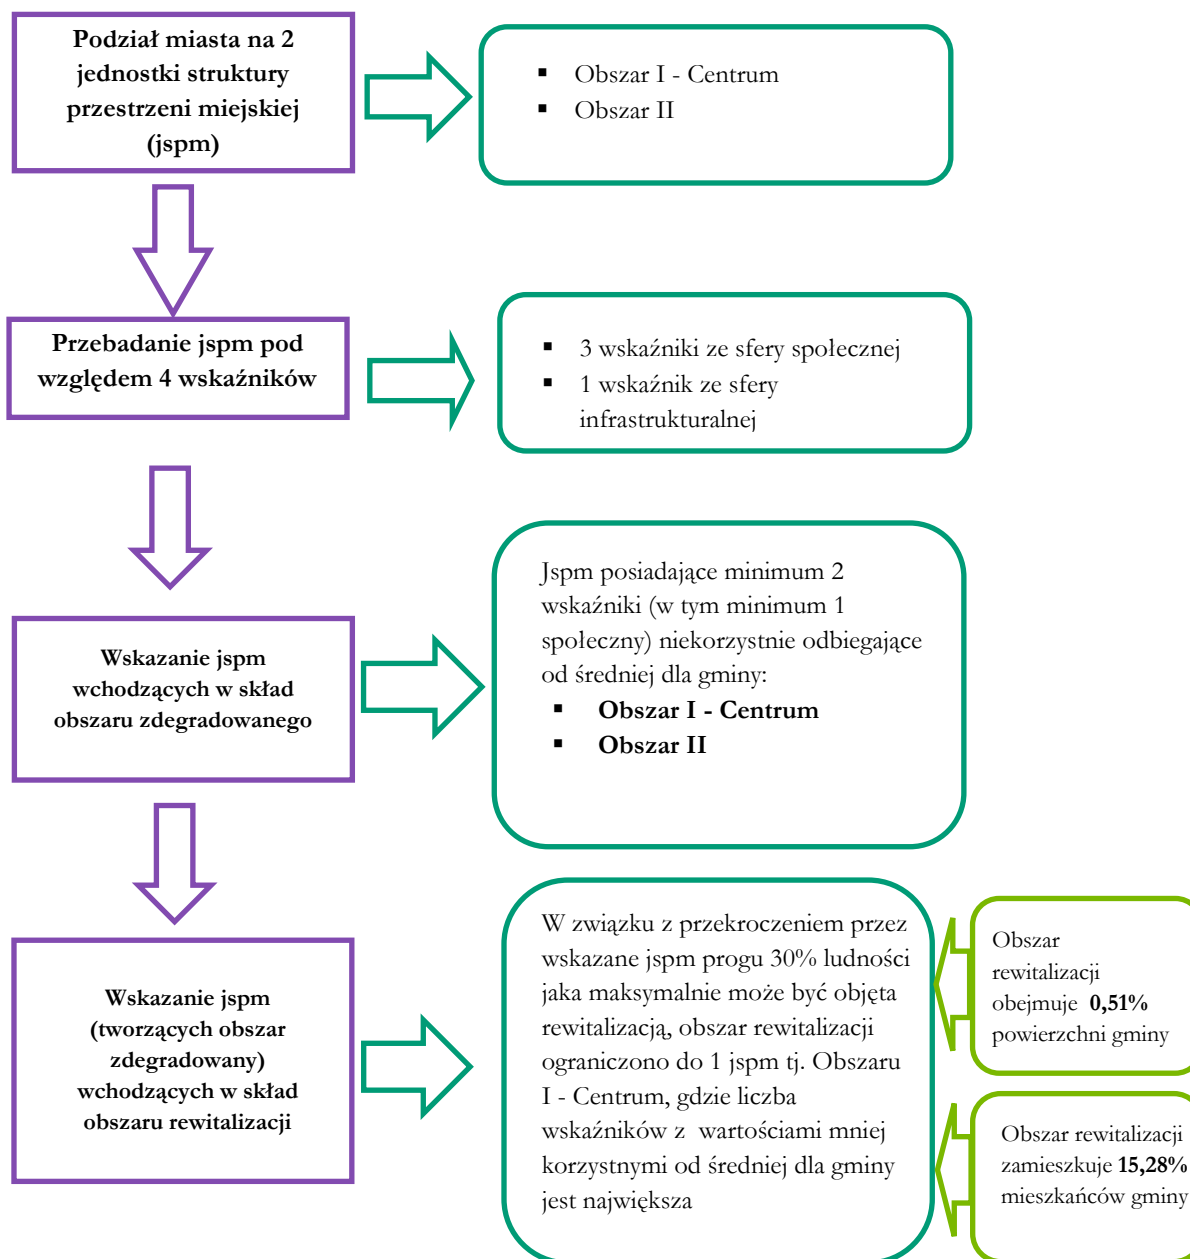 Podział miasta na 2
jednostki struktury
przestrzeni miejskiej
(jspm)
▪ Obszar I - Centrum
▪ Obszar II
Przebadanie jspm pod
względem 4 wskaźników
▪ 3 wskaźniki ze sfery społecznej
▪ 1 wskaźnik ze sfery
infrastrukturalnej
Wskazanie jspm
wchodzących w skład
obszaru zdegradowanego
Jspm posiadające minimum 2
wskaźniki (w tym minimum 1
społeczny) niekorzystnie odbiegające
od średniej dla gminy:
▪ Obszar I - Centrum
▪ Obszar II
Wskazanie jspm
(tworzących obszar
zdegradowany)
wchodzących w skład
obszaru rewitalizacji
W związku z przekroczeniem przez
wskazane jspm progu 30% ludności
jaka maksymalnie może być objęta
rewitalizacją, obszar rewitalizacji
ograniczono do 1 jspm tj. Obszaru
I - Centrum, gdzie liczba
wskaźników z wartościami mniej
korzystnymi od średniej dla gminy
jest największa
Obszar
rewitalizacji
obejmuje 0,51%
powierzchni gminy
Obszar rewitalizacji
zamieszkuje 15,28%
mieszkańców gminy